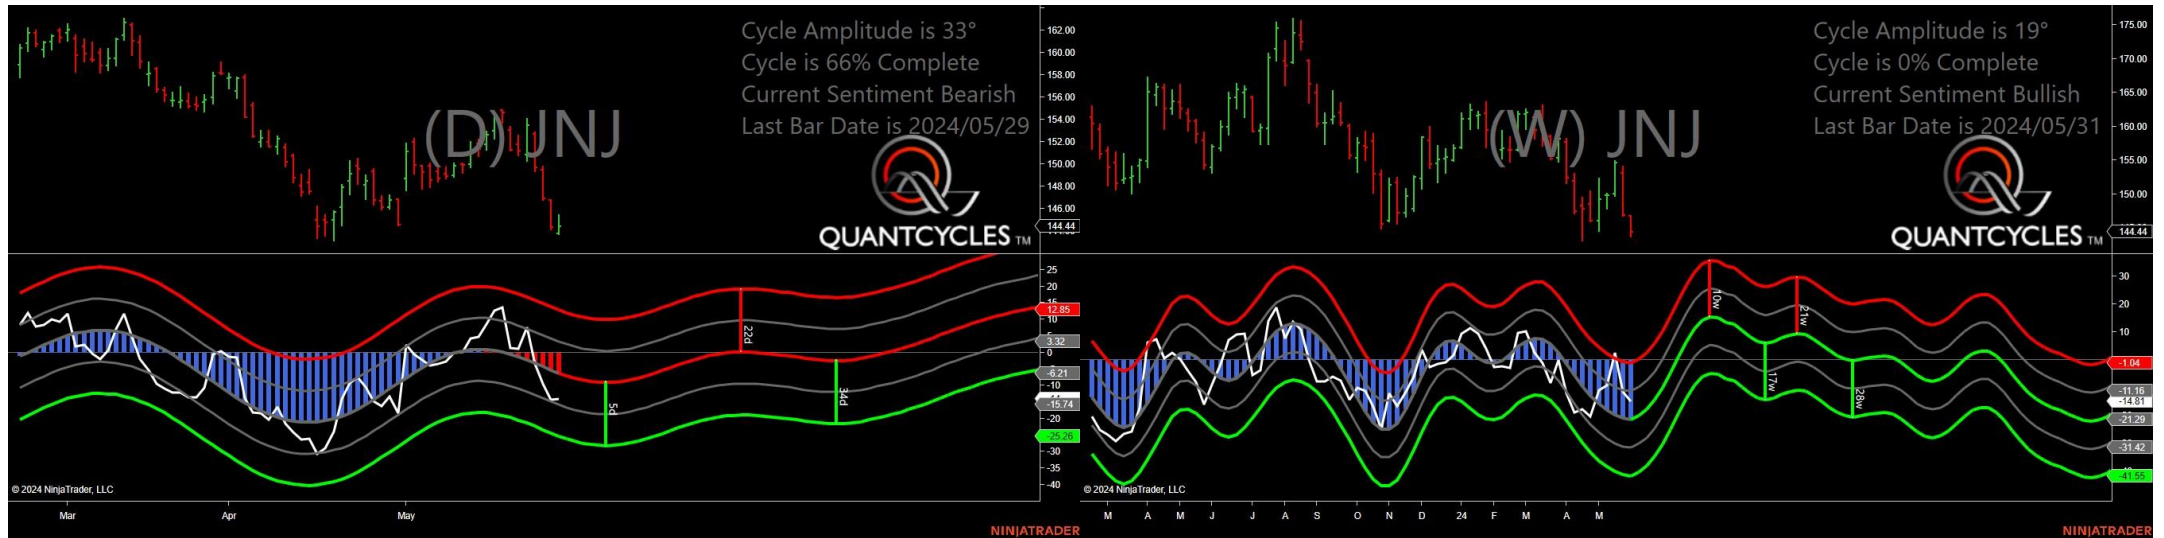 Cycle Amplitude is 33°
Cycle is 66% Complete
Current Sentiment Bearish
Last Bar Date is 2024/05/29
(D) JNJ
QUANTCYCLES TM
162.00
160.00
158.00
156.00
154.00
152.00
150.00
148.00
146.00
144.44
25
20
15
12.85
10
5
3.32
0
-6.21
-10
-15.74
-20
-25.26
-30
-35
-40
5d
22d
34d
© 2024 NinjaTrader, LLC
Mar Apr May
NINJATRADER
Cycle Amplitude is 19°
Cycle is 0% Complete
Current Sentiment Bullish
Last Bar Date is 2024/05/31
(W) JNJ
QUANTCYCLES TM
175.00
170.00
165.00
160.00
155.00
150.00
144.44
30
20
10
-1.04
-11.16
-14.81
-21.29
-31.42
-41.55
10w
17w
21w
28w
© 2024 NinjaTrader, LLC
M A M J J A S O N D 24 F M A M
NINJATRADER